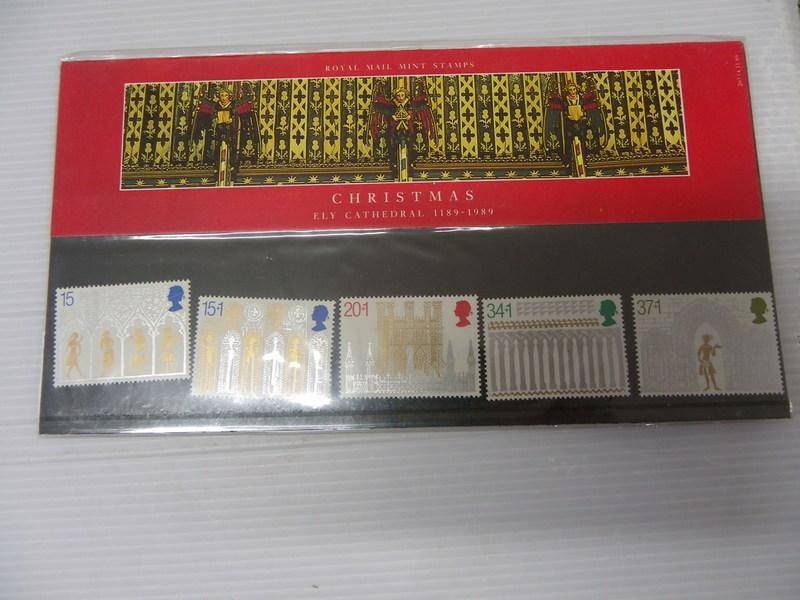 ROYAL MAIL MINT STAMPS
CHRISTMAS
ELY CATHEDRAL 1189-1989
15
15+1
20+1
34+1
37+1